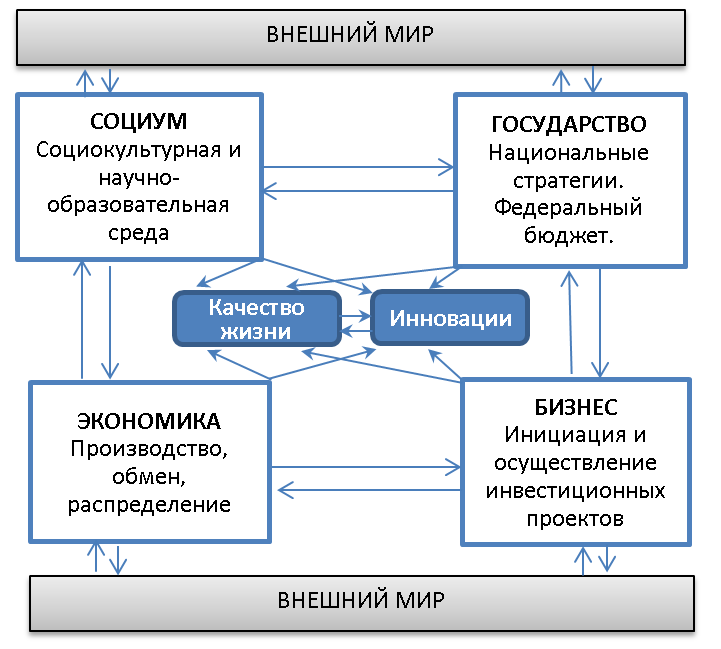 ВНЕШНИЙ МИР
СОЦИУМ
Социокультурная и
научно-
образовательная
среда
ГОСУДАРСТВО
Национальные
стратегии.
Федеральный
бюджет.
Качество
жизни
Инновации
ЭКОНОМИКА
Производство,
обмен,
распределение
БИЗНЕС
Инициация и
осуществление
инвестиционных
проектов
ВНЕШНИЙ МИР